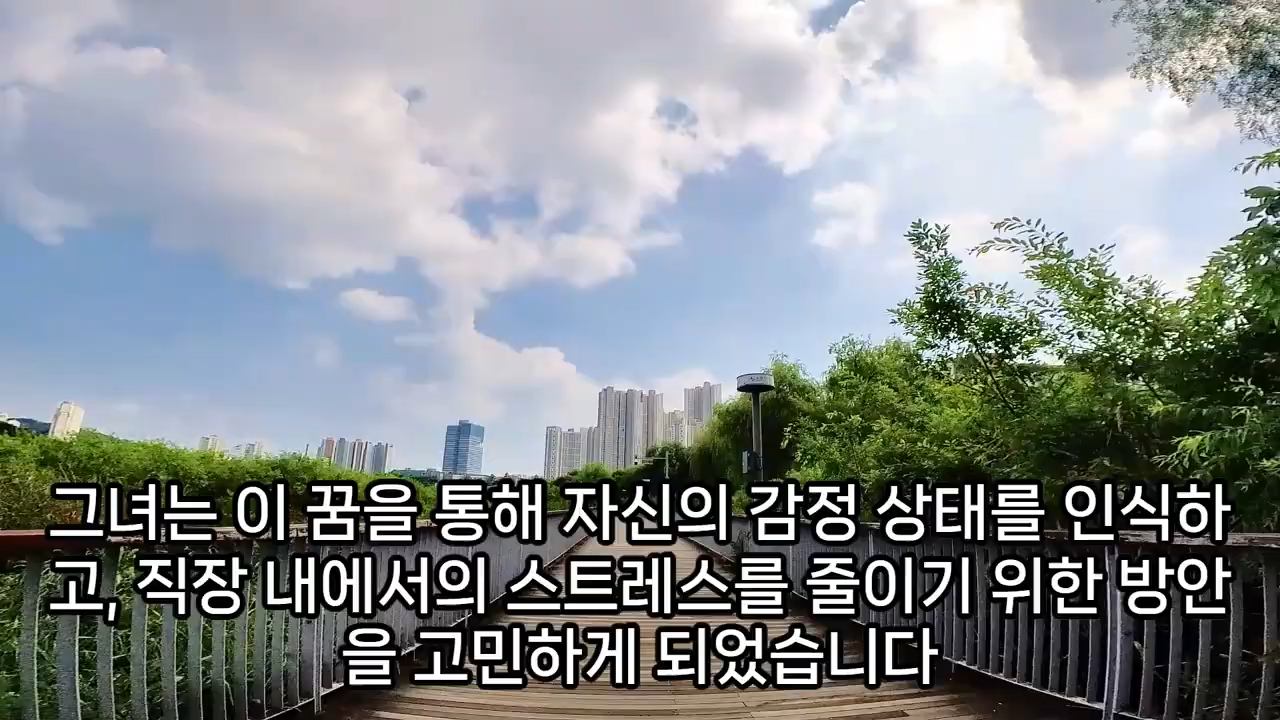 그녀는 이 꿈을 통해 자신의 감정 상태를 인식하
고, 직장 내에서의 스트레스를 줄이기 위한 방안
을 고민하게 되었습니다